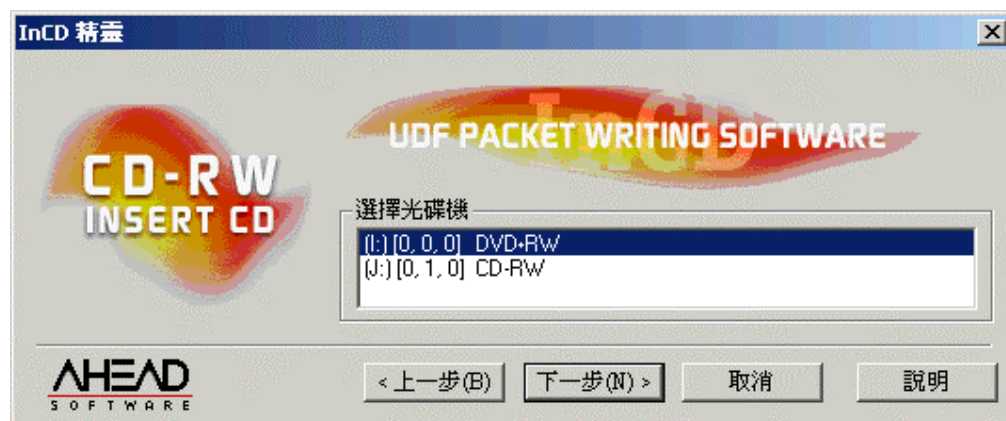 InCD 精靈
InCD
UDF PACKET WRITING SOFTWARE
CD-RW
INSERT CD
選擇光碟機
(I:) [0, 0, 0] DVD+RW
(J:) [0, 1, 0] CD-RW
AHEAD
SOFTWARE
< 上一步(B)
下一步(N) >
取消
說明